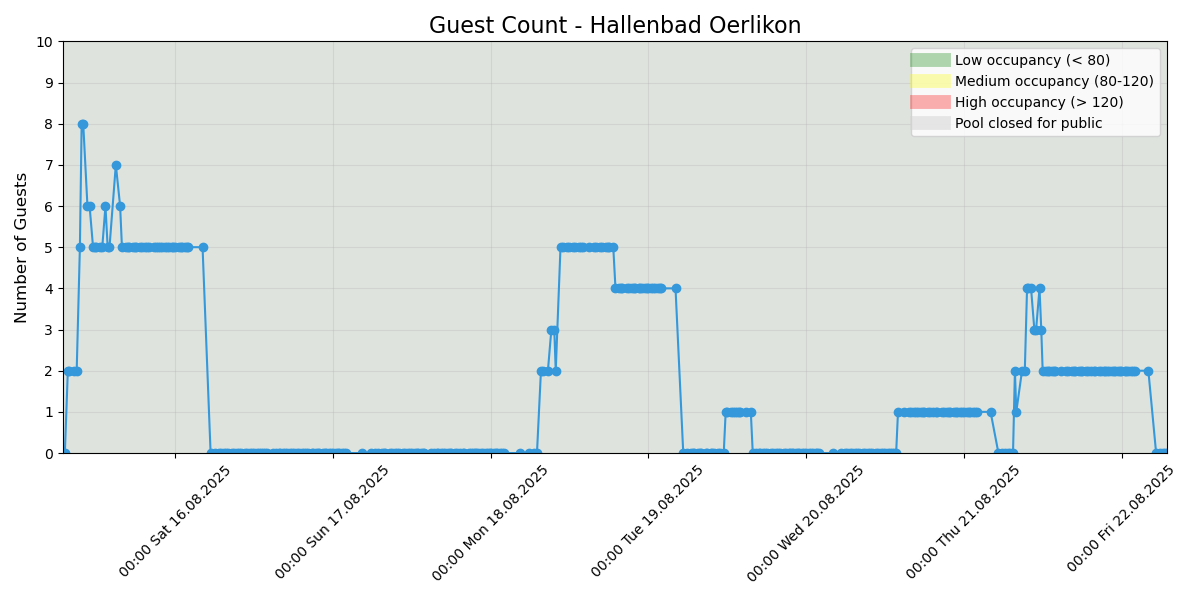 Guest Count - Hallenbad Oerlikon
Number of Guests
10
9
8
7
6
5
4
3
2
1
0
Low occupancy (< 80)
Medium occupancy (80-120)
High occupancy (> 120)
Pool closed for public
00:00 Sat 16.08.2025
00:00 Sun 17.08.2025
00:00 Mon 18.08.2025
00:00 Tue 19.08.2025
00:00 Wed 20.08.2025
00:00 Thu 21.08.2025
00:00 Fri 22.08.2025